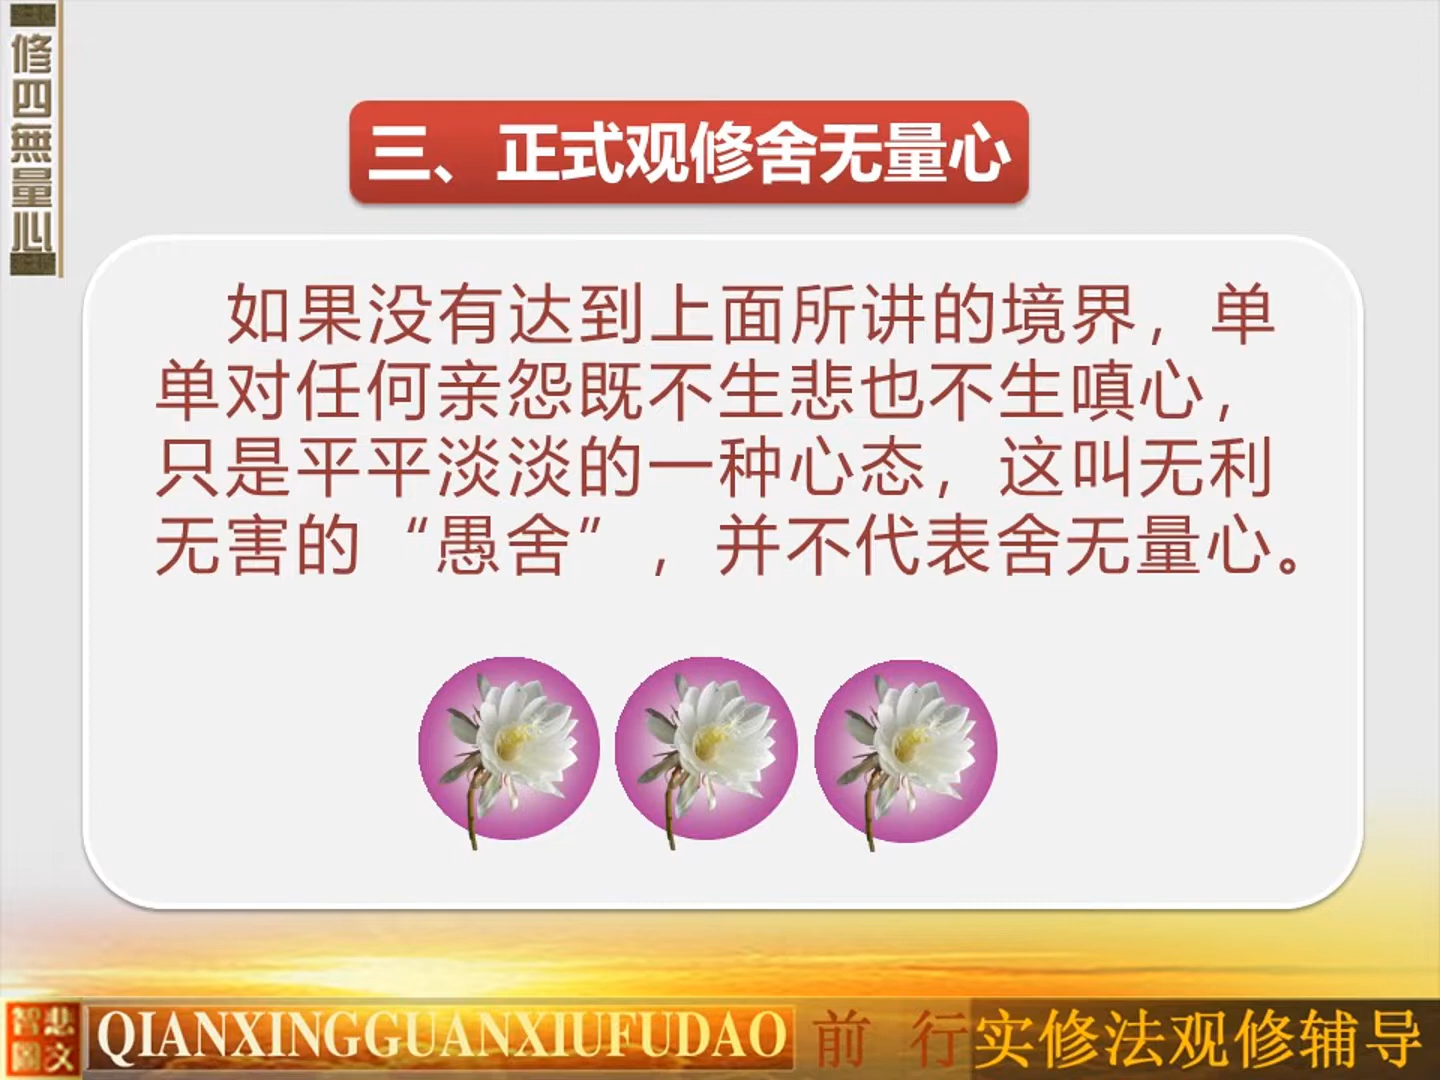 修四無量心
三、正式观修舍无量心
如果没有达到上面所讲的境界，单
单对任何亲怨既不生悲也不生嗔心，
只是平平淡淡的一种心态，这叫无利
无害的“愚舍”，并不代表舍无量心。
智悲
圖文
QIANXINGGUANXIUFUDAO 前 行 实修法观修辅导